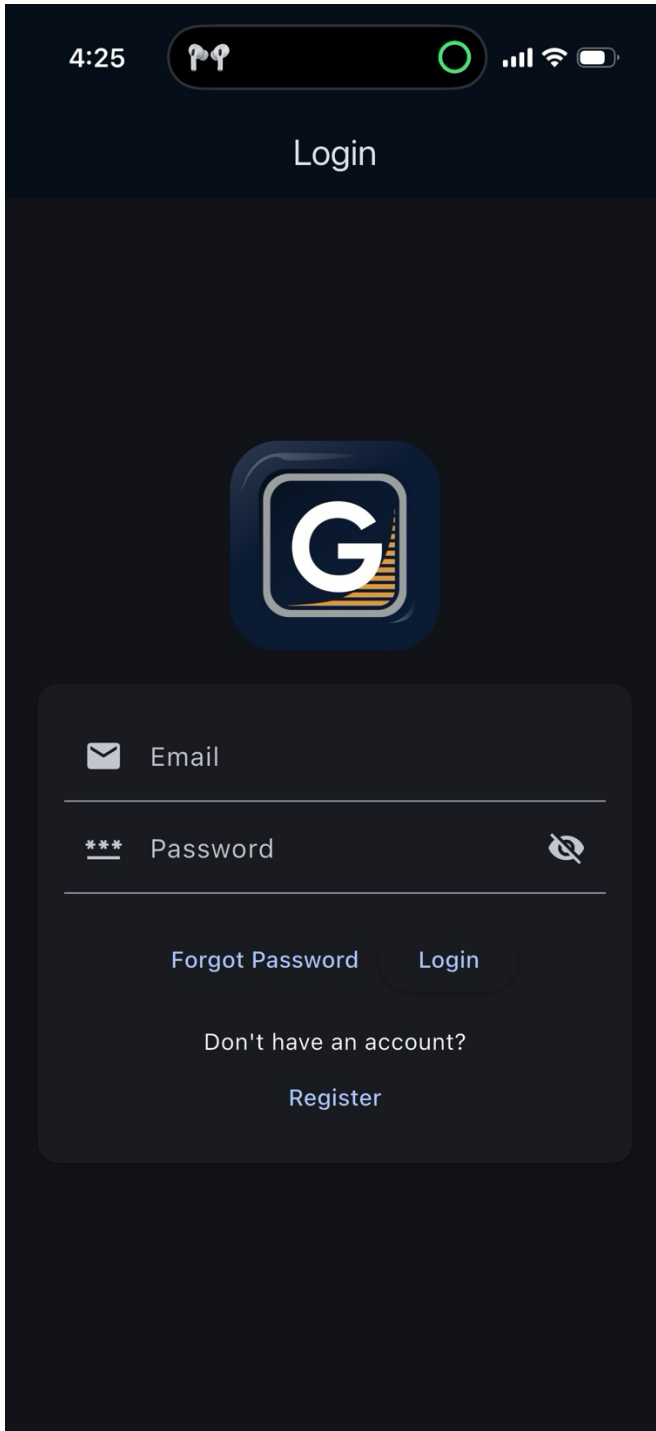 4:25
Login
G
Email
*** Password
Forgot Password Login
Don't have an account?
Register